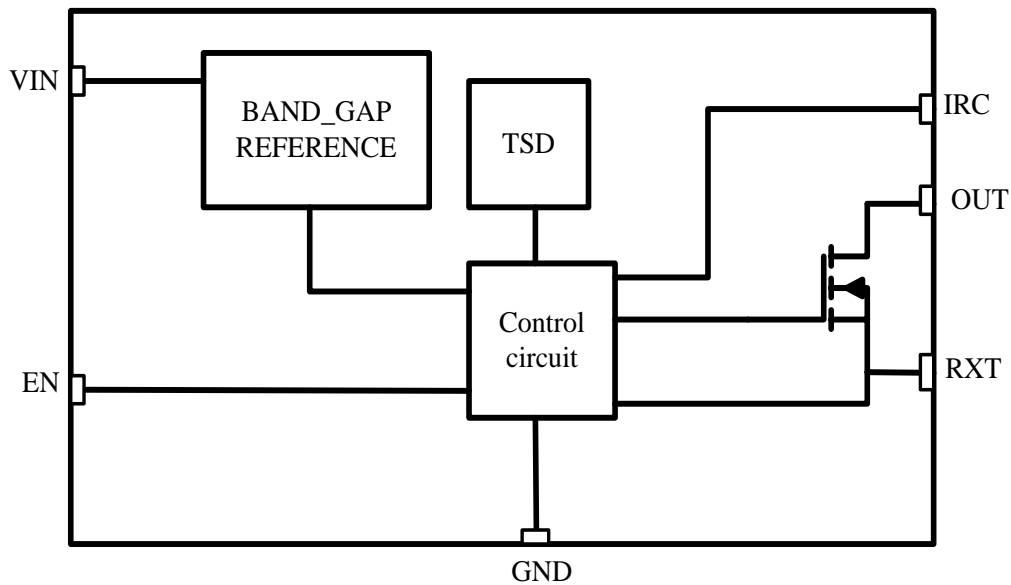 VIN
BAND_GAP
REFERENCE
TSD
IRC
OUT
Control
circuit
EN
RXT
GND